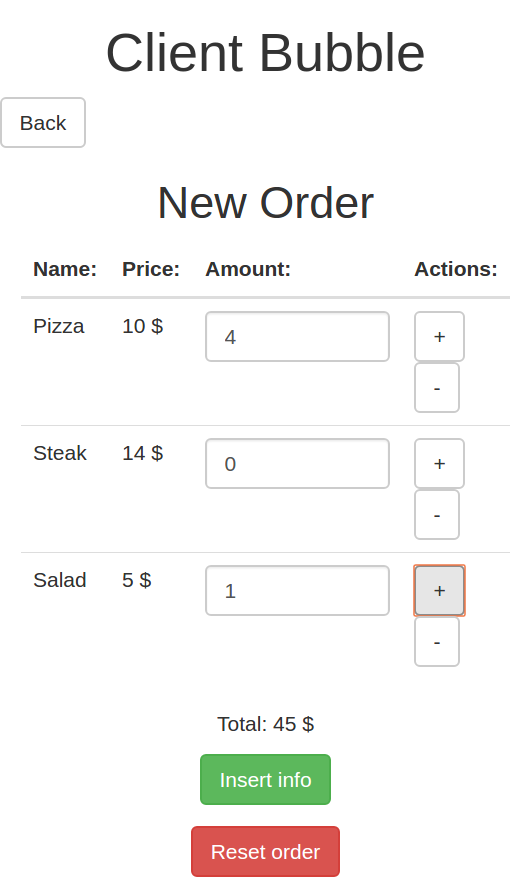 Client Bubble
Back
New Order
Name: Price: Amount: Actions:
Pizza 10 $ 4 +
-
Steak 14 $ 0 +
-
Salad 5 $ 1 +
-
Total: 45 $
Insert info
Reset order